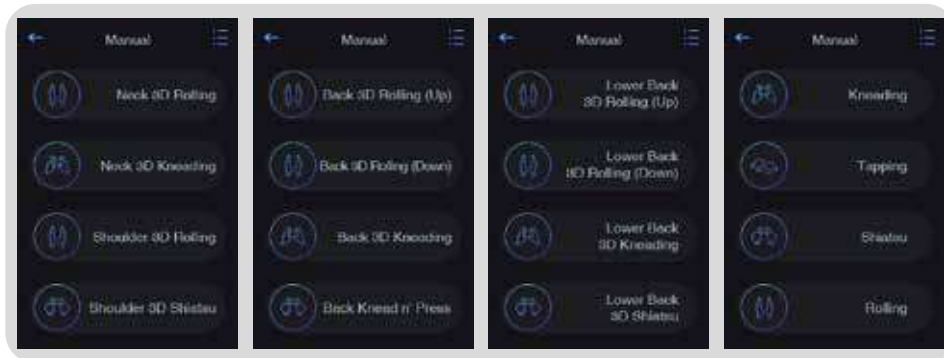 Manual
Neck 3D Rolling
Neck 3D Kneading
Shoulder 3D Rolling
Shoulder 3D Shiatsu
Manual
Back 3D Rolling (Up)
Back 3D Rolling (Down)
Back 3D Kneading
Back Knead n' Press
Manual
Lower Back
3D Rolling (Up)
Lower Back
3D Rolling (Down)
Lower Back
3D Kneading
Lower Back
3D Shiatsu
Manual
Kneading
Tapping
Shiatsu
Rolling